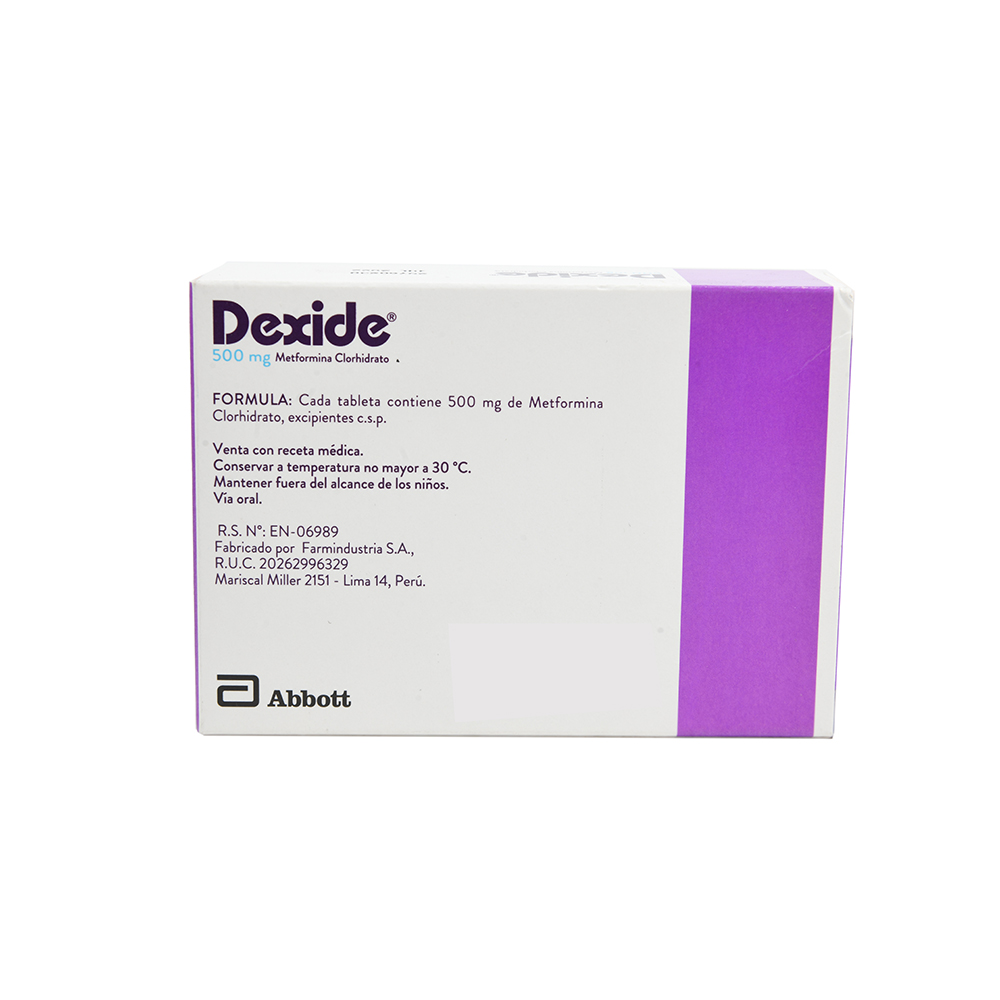 Dexide
Dexide®
500 mg Metformina Clorhidrato
FORMULA: Cada tableta contiene 500 mg de Metformina
Clorhidrato, excipientes c.s.p.
Venta con receta médica.
Conservar a temperatura no mayor a 30 °C.
Mantener fuera del alcance de los niños.
Vía oral.
R.S. N°: EN-06989
Fabricado por Farmindustria S.A.,
R.U.C. 20262996329
Mariscal Miller 2151 - Lima 14, Perú.
Abbott